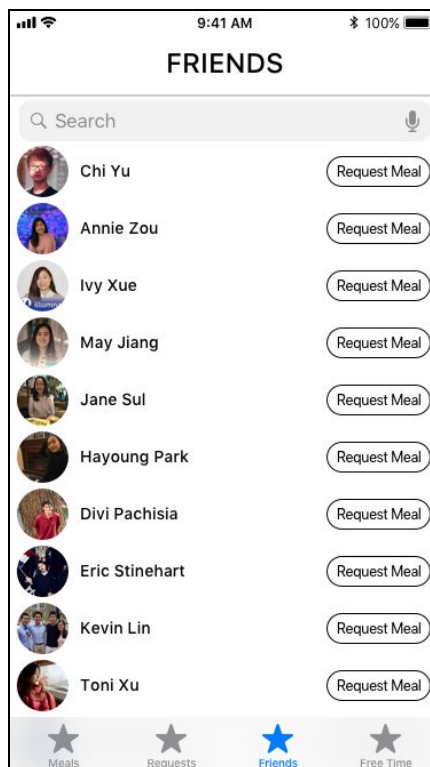 9:41 AM
100%
FRIENDS
Search
Chi Yu
Request Meal
Annie Zou
Request Meal
Ivy Xue
Request Meal
May Jiang
Request Meal
Jane Sul
Request Meal
Hayoung Park
Request Meal
Divi Pachisia
Request Meal
Eric Stinehart
Request Meal
Kevin Lin
Request Meal
Toni Xu
Request Meal
Meals
Requests
Friends
Free Time